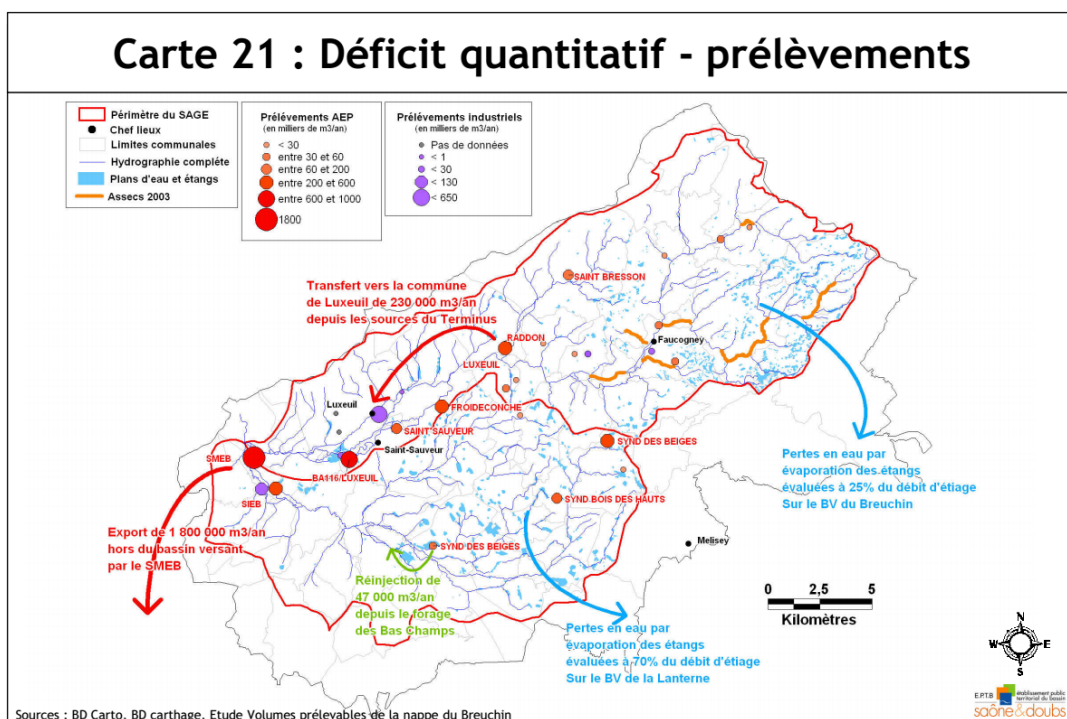 Carte 21 : Déficit quantitatif - prélèvements
Périmètre du SAGE
Chef lieux
Limites communales
Hydrographie complète
Plans d'eau et étangs
Assecs 2003
Prélèvements AEP
(en milliers de m3/an)
< 30
entre 30 et 60
entre 60 et 200
entre 200 et 600
entre 600 et 1000
1800
Prélévements industriels
(en milliers de m3/an)
Pas de données
< 1
< 30
< 130
< 650
Transfert vers la commune
de Luxeuil de 230 000 m3/an
depuis les sources du Terminus
SAINT BRESSON
RADDON
LUXEUIL
Faucogney
Luxeuil
FROIDECONCHE
SAINT SAUVEUR
Saint-Sauveur
SMEB
BA116/LUXEUIL
SIEB
SYND DES BEIGES
SYND BOIS DES HAUTS
SYND DES BEIGES
Melisey
Pertes en eau par
évaporation des étangs
évaluées à 25% du débit d'étiage
Sur le BV du Breuchin
Export de 1 800 000 m3/an
hors du bassin versant
par le SMEB
Réinjection de
47 000 m3/an
depuis le forage
des Bas Champs
Pertes en eau par
évaporation des étangs
évaluées à 70% du débit d'étiage
Sur le BV de la Lanterne
0 2,5 5
Kilomètres
N
W E
S
E.P.T.B établissement public
territorial du bassin
saône&doubs
Sources : BD Carto, BD carthage, Etude Volumes prélevables de la nappe du Breuchin